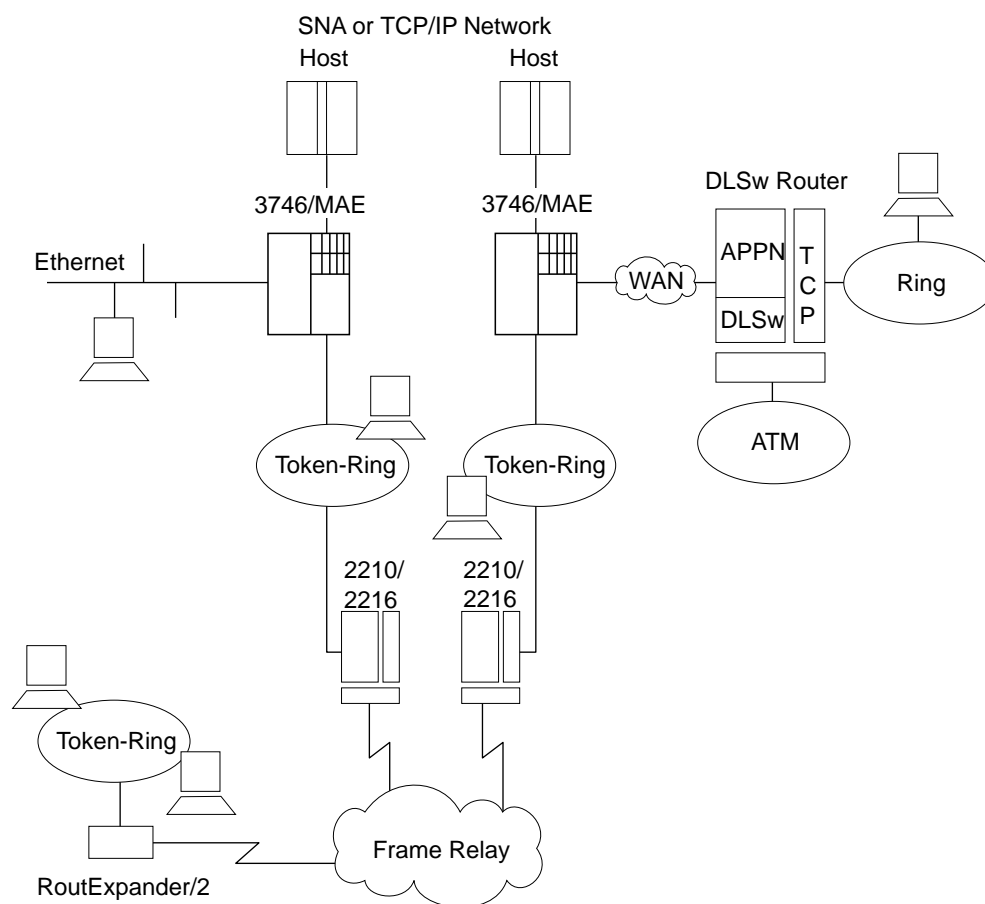 SNA or TCP/IP Network
Host
Host
3746/MAE
3746/MAE
DLSw Router
Ethernet
WAN
APPN
DLSw
T
C
P
Ring
ATM
Token-Ring
Token-Ring
2210/
2216
2210/
2216
Token-Ring
Frame Relay
RoutExpander/2